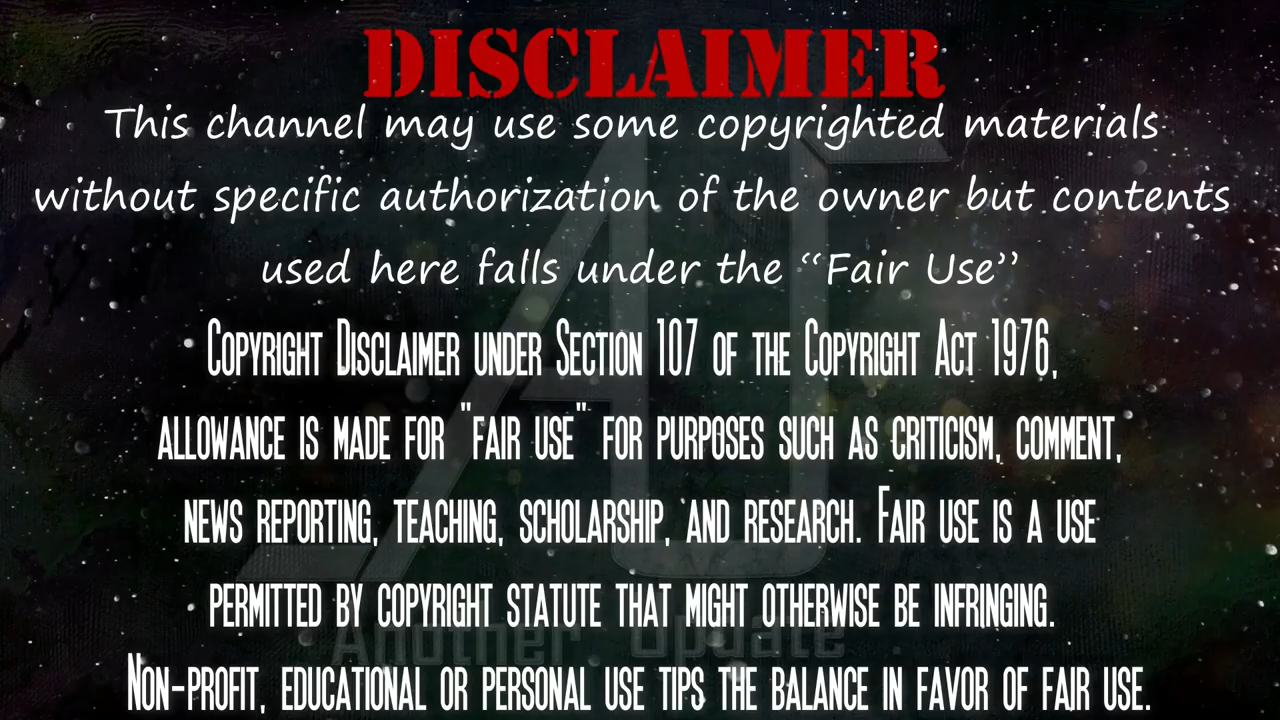 DISCLAIMER
This channel may use some copyrighted materials
without specific authorization of the owner but contents
used here falls under the “Fair Use”
Copyright Disclaimer under Section 107 of the Copyright Act 1976,
allowance is made for "fair use" for purposes such as criticism, comment,
news reporting, teaching, scholarship, and research. Fair use is a use
permitted by copyright statute that might otherwise be infringing.
Another Update
Non-profit, educational or personal use tips the balance in favor of fair use.